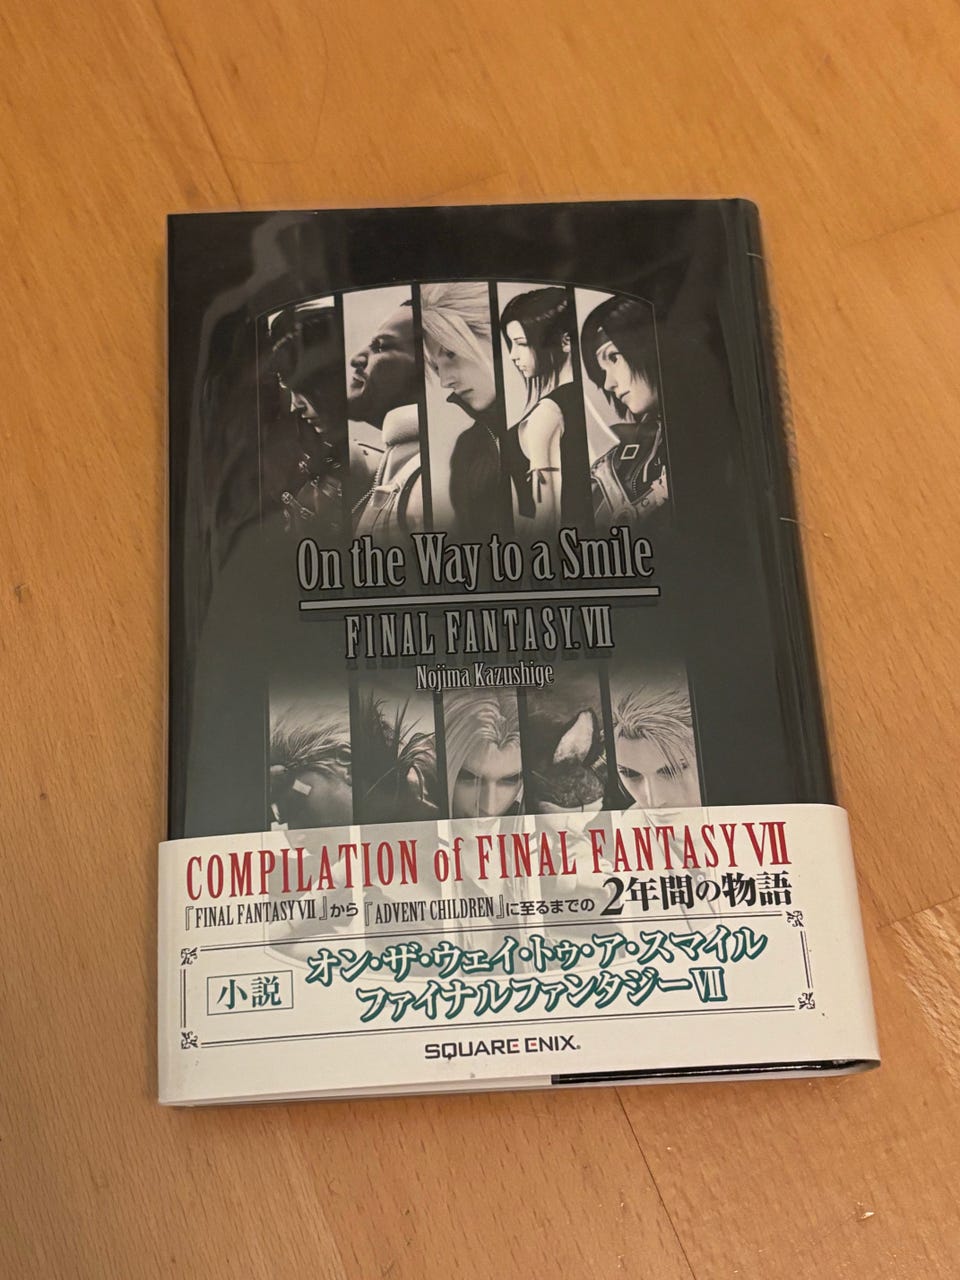 On the Way to a Smile
FINAL FANTASY.VII
Nojima Kazushige
COMPILATION of FINAL FANTASY VII
『FINAL FANTASY VII』から『ADVENT CHILDREN』に至るまでの 2年間の物語
小説
オン・ザ・ウェイ・トゥ・ア・スマイル
ファイナルファンタジーVII
SQUARE ENIX®